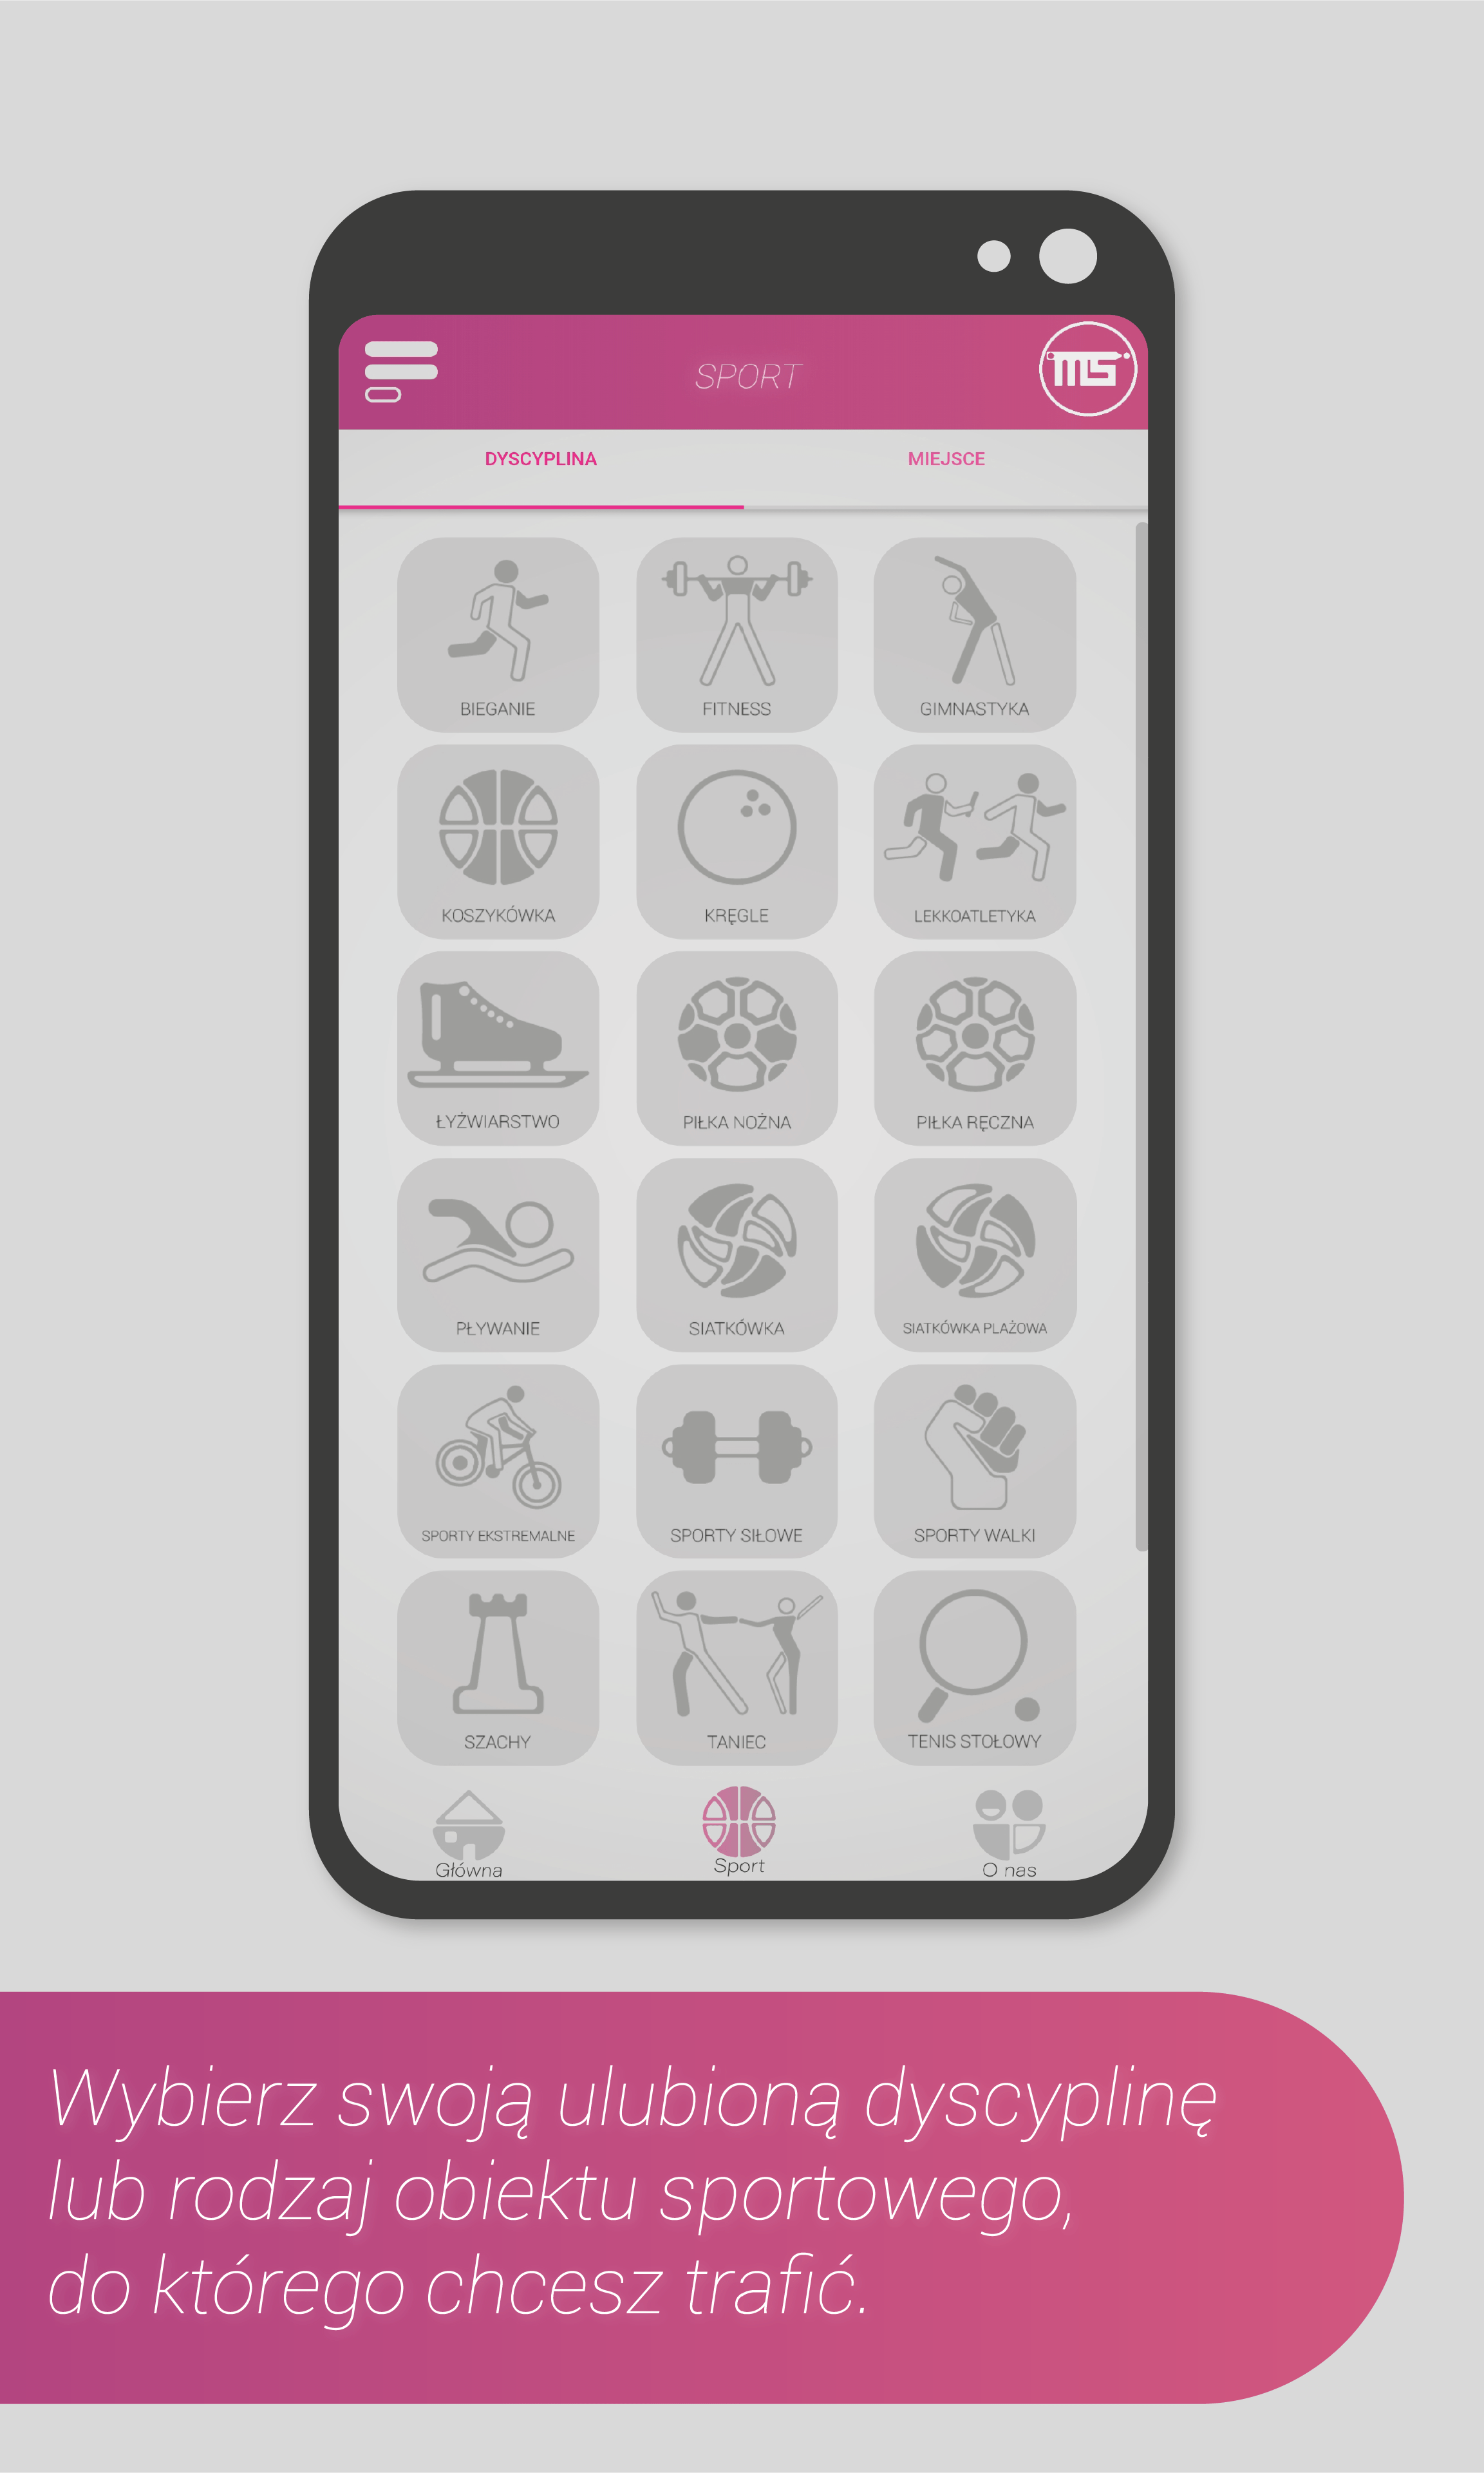 SPORT
MS
DYSCYPLINA MIEJSCE
BIEGANIE FITNESS GIMNASTYKA
KOSZYKÓWKA KRĘGLE LEKKOATLETYKA
ŁYŻWIARSTWO PIŁKA NOŻNA PIŁKA RĘCZNA
PŁYWANIE SIATKÓWKA SIATKÓWKA PLAŻOWA
SPORTY EKSTREMALNE SPORTY SIŁOWE SPORTY WALKI
SZACHY TANIEC TENIS STOŁOWY
Główna Sport O nas
Wybierz swoją ulubioną dyscyplinę
lub rodzaj obiektu sportowego,
do którego chcesz trafić.